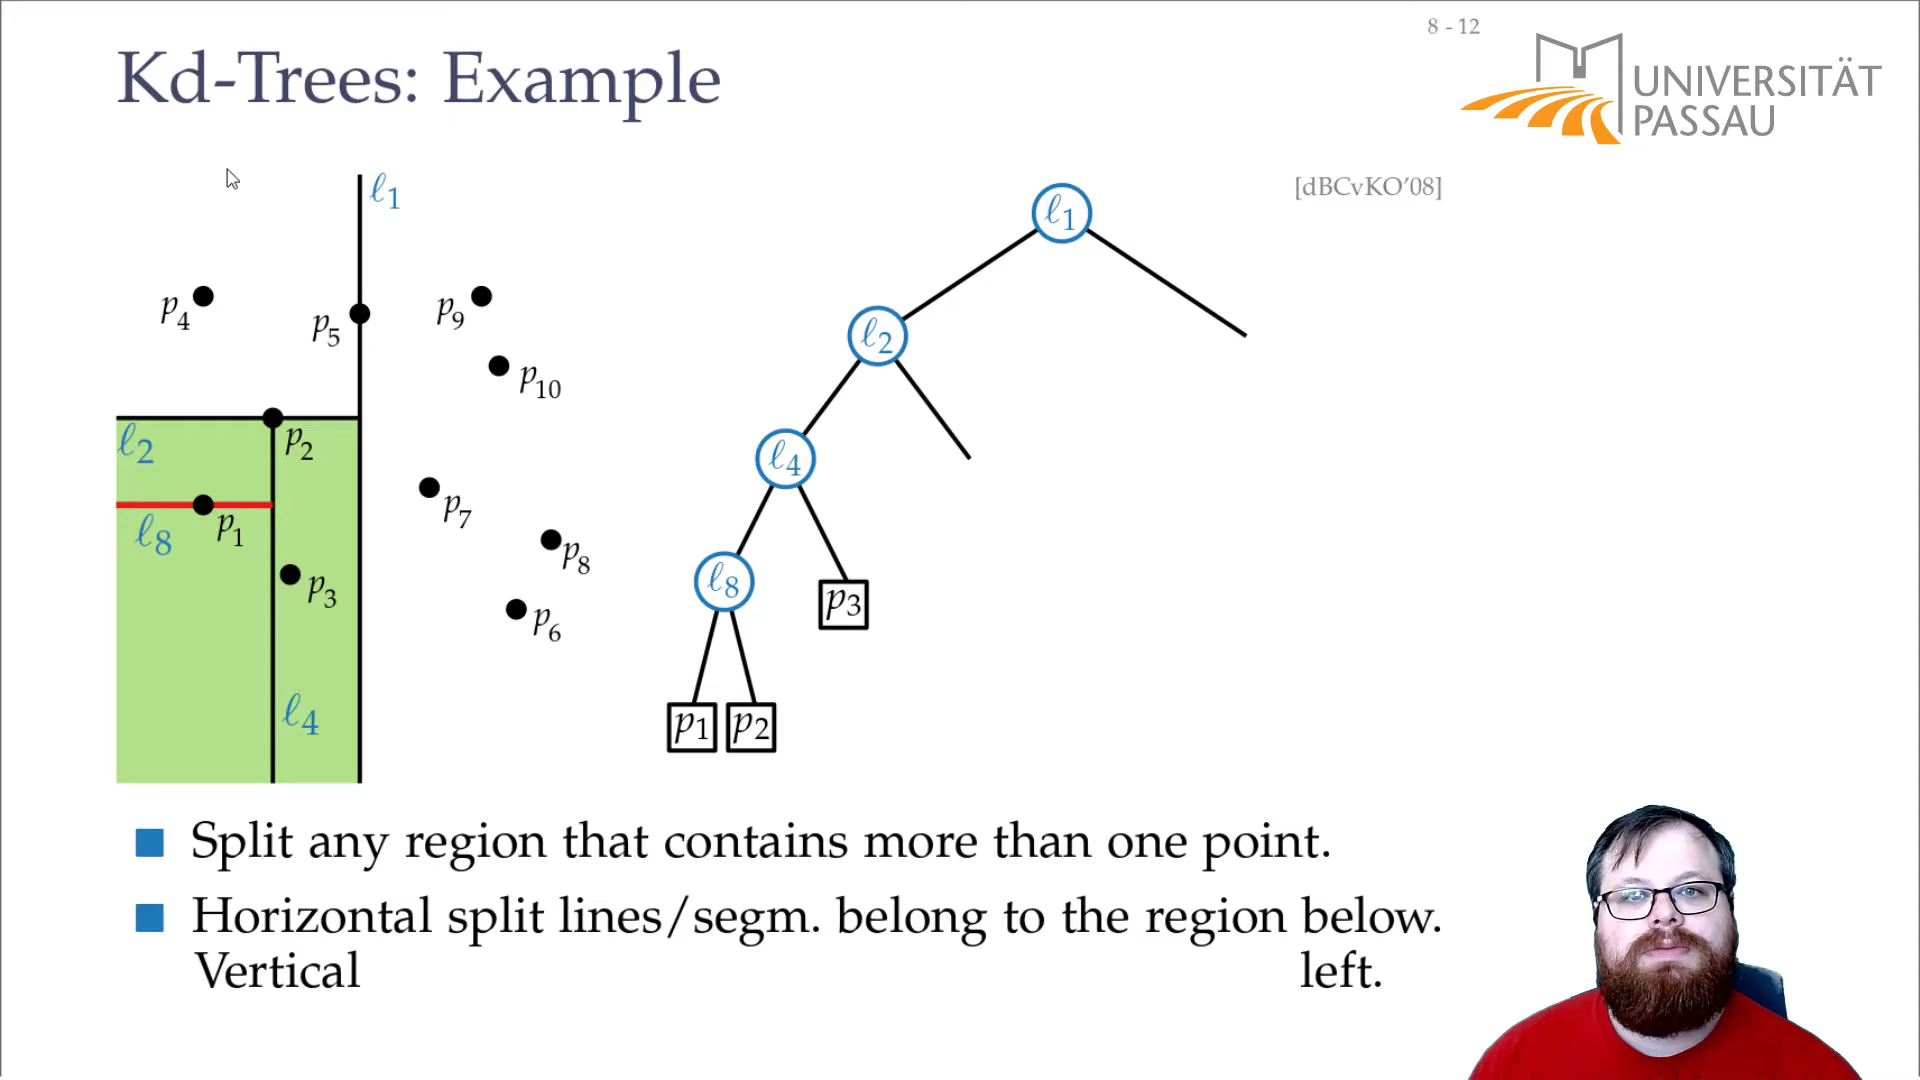 8 - 12
Kd-Trees: Example
UNIVERSITÄT
PASSAU
[dBCvKO'08]
ℓ1
p4
p5
p9
p10
ℓ2
p2
ℓ8
p1
p3
p7
p8
p6
ℓ4
ℓ1
ℓ2
ℓ4
ℓ8
p3
p1 p2
Split any region that contains more than one point.
Horizontal split lines/segm. belong to the region below.
Vertical left.